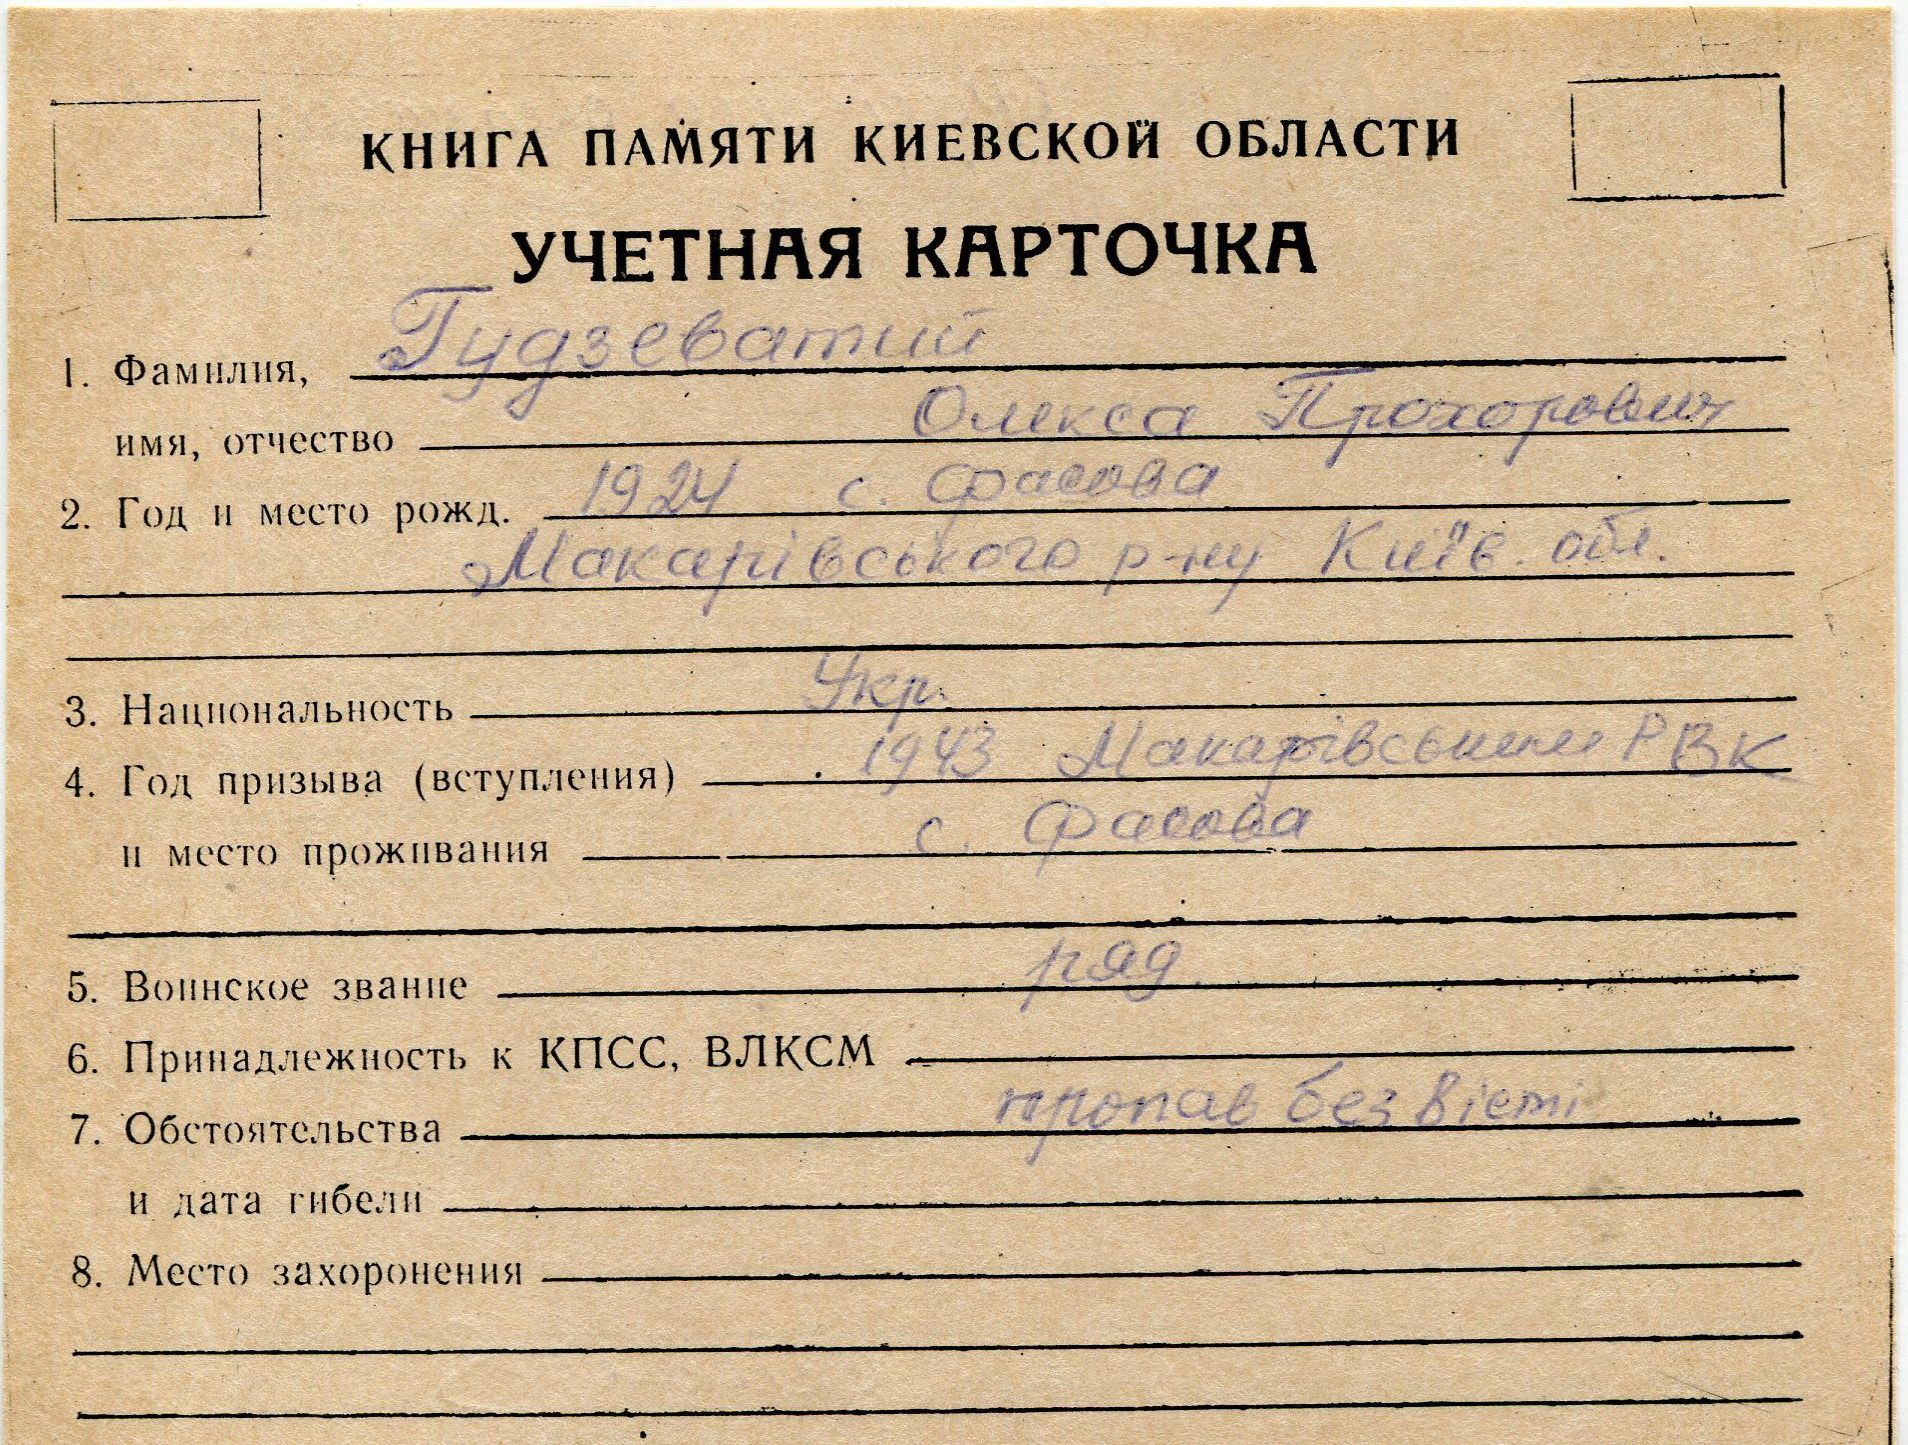 КНИГА ПАМЯТИ КИЕВСКОЙ ОБЛАСТИ
УЧЕТНАЯ КАРТОЧКА
1. Фамилия, Гудзеватий
имя, отчество Олекса Прохорович
2. Год и место рожд. 1924 с. Фасова
Макарівського р-ну Київ. обл.
3. Национальность Укр.
4. Год призыва (вступления) 1943 Макарівським РВК
и место проживания с. Фасова
5. Воинское звание ряд.
6. Принадлежность к КПСС, ВЛКСМ
7. Обстоятельства пропав без вісті
и дата гибели
8. Место захоронения